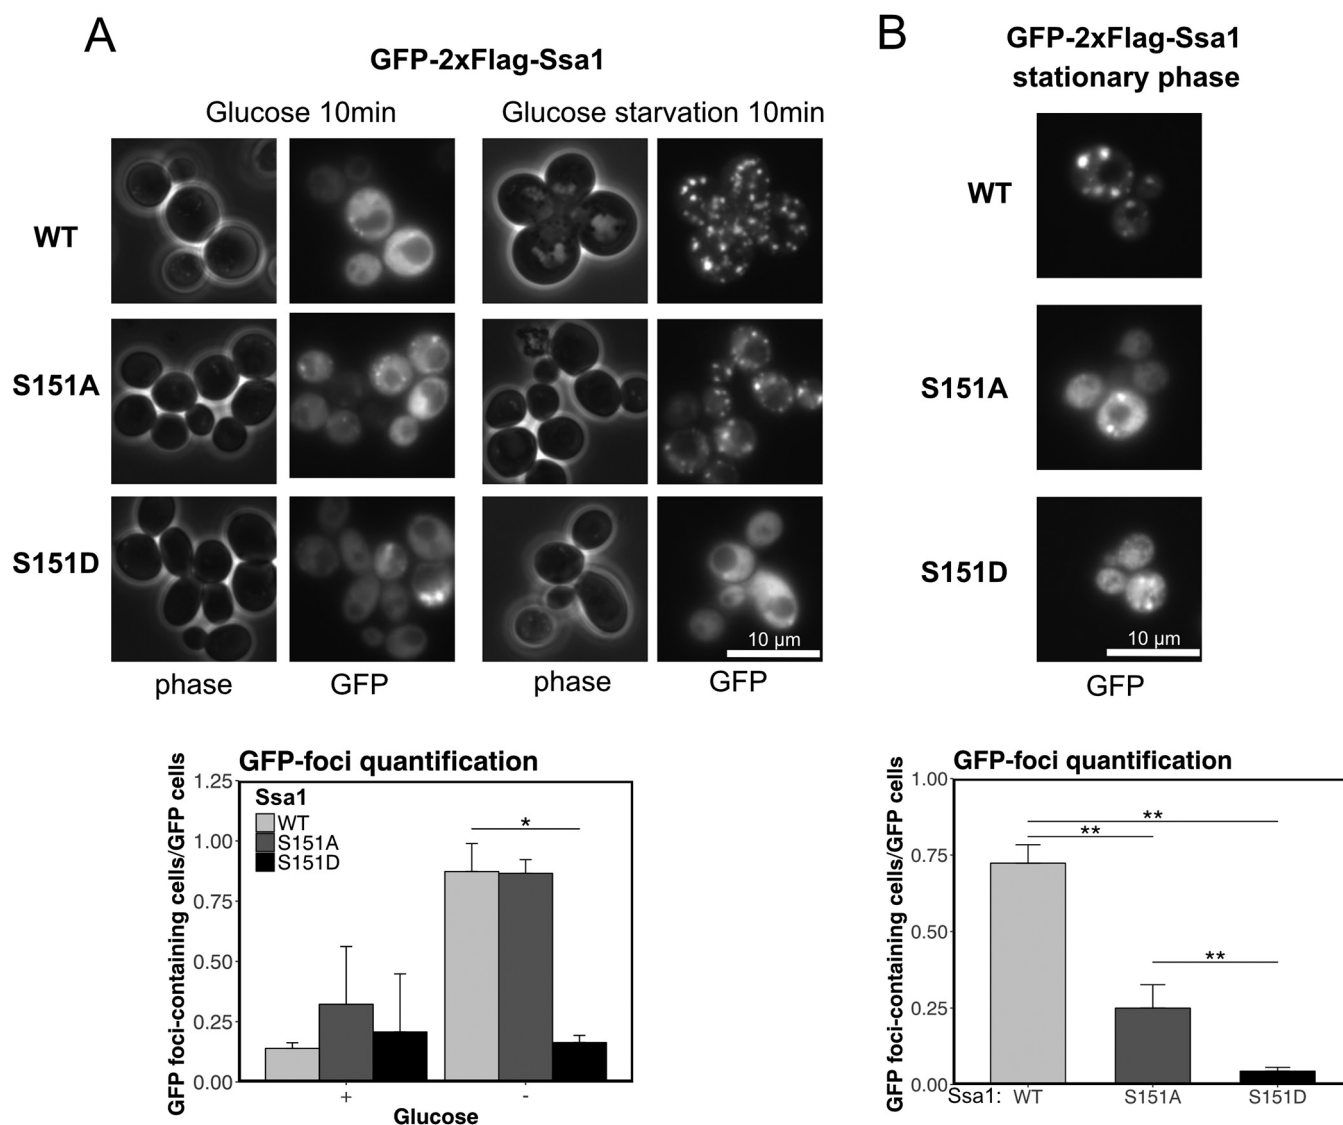 A
GFP-2xFlag-Ssa1
Glucose 10min
Glucose starvation 10min
WT
S151A
S151D
10 µm
phase
GFP
phase
GFP
GFP-foci quantification
GFP foci-containing cells/GFP cells
1.25
1.00
0.75
0.50
0.25
0.00
Ssa1
WT
S151A
S151D
*
+
-
Glucose
B
GFP-2xFlag-Ssa1
stationary phase
WT
S151A
S151D
10 µm
GFP
GFP-foci quantification
GFP foci-containing cells/GFP cells
1.00
0.75
0.50
0.25
0.00
**
**
**
Ssa1: WT S151A S151D